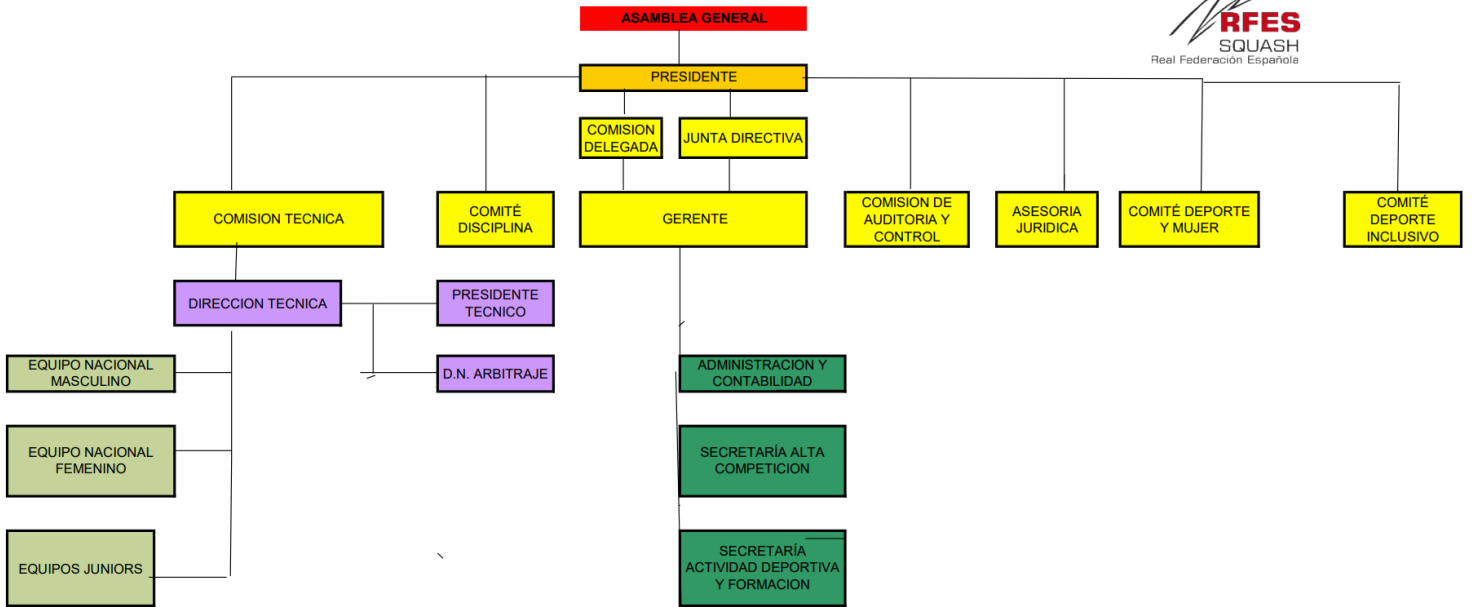 ASAMBLEA GENERAL
RFES
SQUASH
Real Federación Española
PRESIDENTE
COMISION
DELEGADA
JUNTA DIRECTIVA
COMISION TECNICA
COMITÉ
DISCIPLINA
GERENTE
COMISION DE
AUDITORIA Y
CONTROL
ASESORIA
JURIDICA
COMITÉ DEPORTE
Y MUJER
COMITÉ
DEPORTE
INCLUSIVO
DIRECCION TECNICA
PRESIDENTE
TECNICO
EQUIPO NACIONAL
MASCULINO
D.N. ARBITRAJE
ADMINISTRACION Y
CONTABILIDAD
EQUIPO NACIONAL
FEMENINO
SECRETARÍA ALTA
COMPETICION
EQUIPOS JUNIORS
SECRETARÍA
ACTIVIDAD DEPORTIVA
Y FORMACION